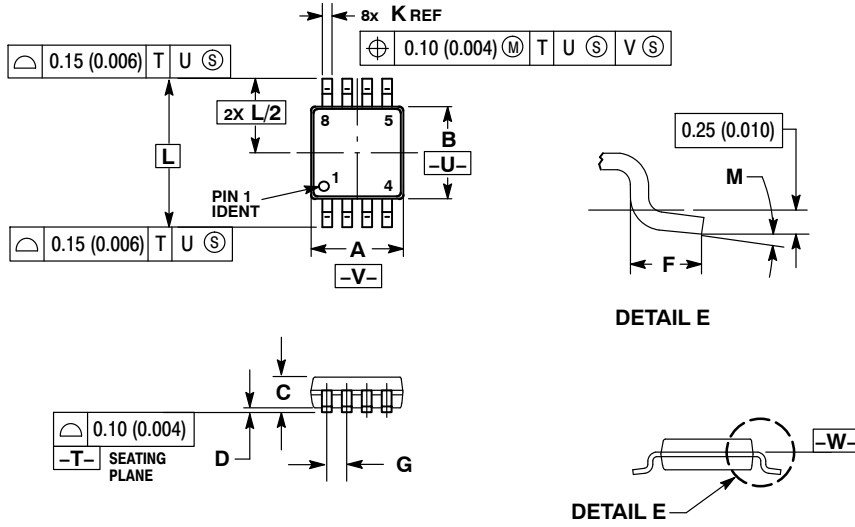 8x K REF
⌖ 0.10 (0.004) Ⓜ T U Ⓢ V Ⓢ
⌓ 0.15 (0.006) T U Ⓢ
2X L/2
8 5
B
-U-
L
PIN 1
IDENT
1
4
⌓ 0.15 (0.006) T U Ⓢ
A
-V-
0.25 (0.010)
M
F
DETAIL E
C
⌓ 0.10 (0.004)
-T- SEATING
PLANE
D
G
-W-
DETAIL E